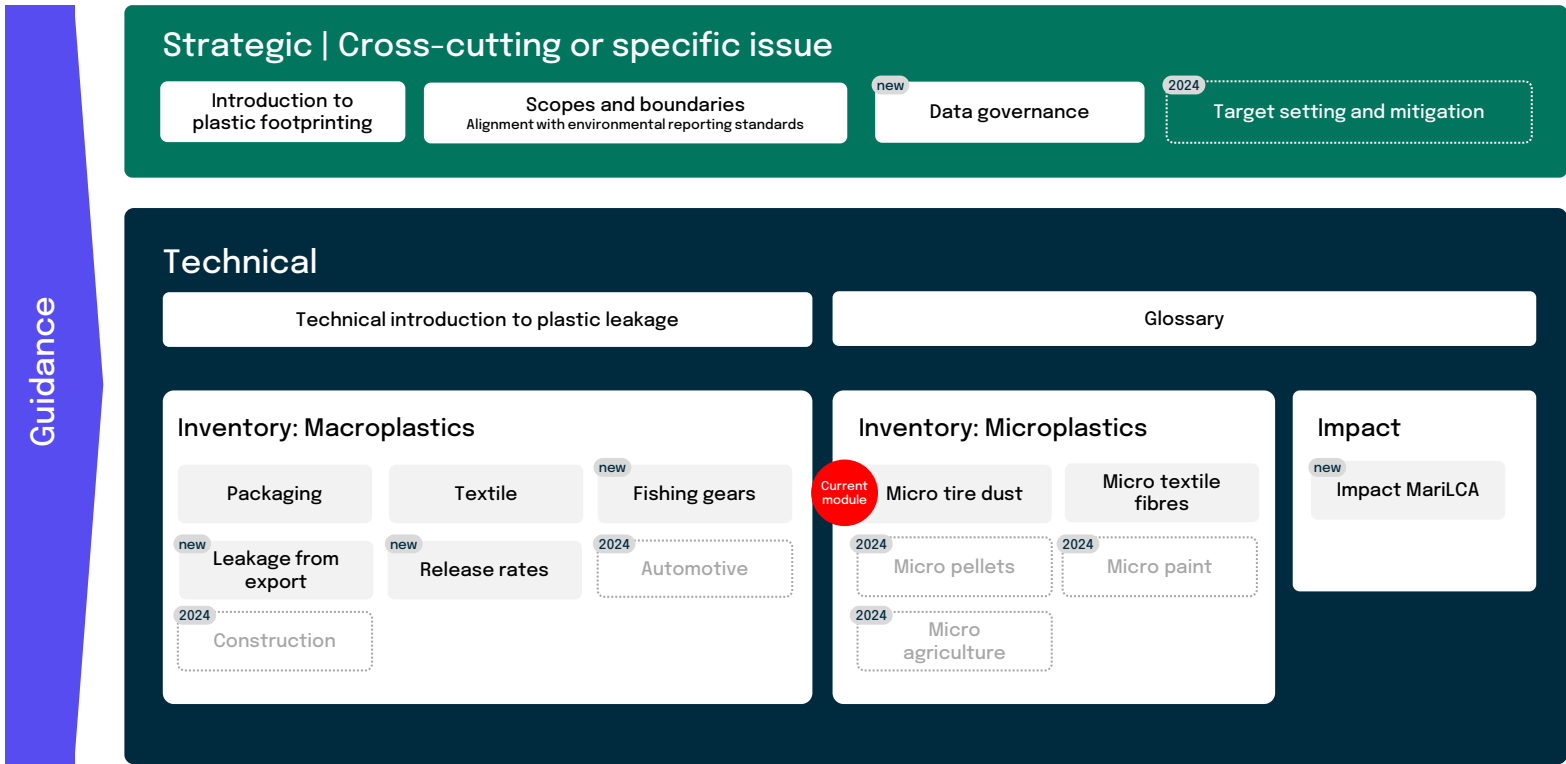 Guidance
Strategic | Cross-cutting or specific issue
Introduction to
plastic footprinting
Scopes and boundaries
Alignment with environmental reporting standards
new
Data governance
2024
Target setting and mitigation
Technical
Technical introduction to plastic leakage
Glossary
Inventory: Macroplastics
Packaging
Textile
new
Fishing gears
new
Leakage from
export
new
Release rates
2024
Automotive
2024
Construction
Inventory: Microplastics
Current
module
Micro tire dust
Micro textile
fibres
2024
Micro pellets
2024
Micro paint
2024
Micro
agriculture
Impact
new
Impact MariLCA